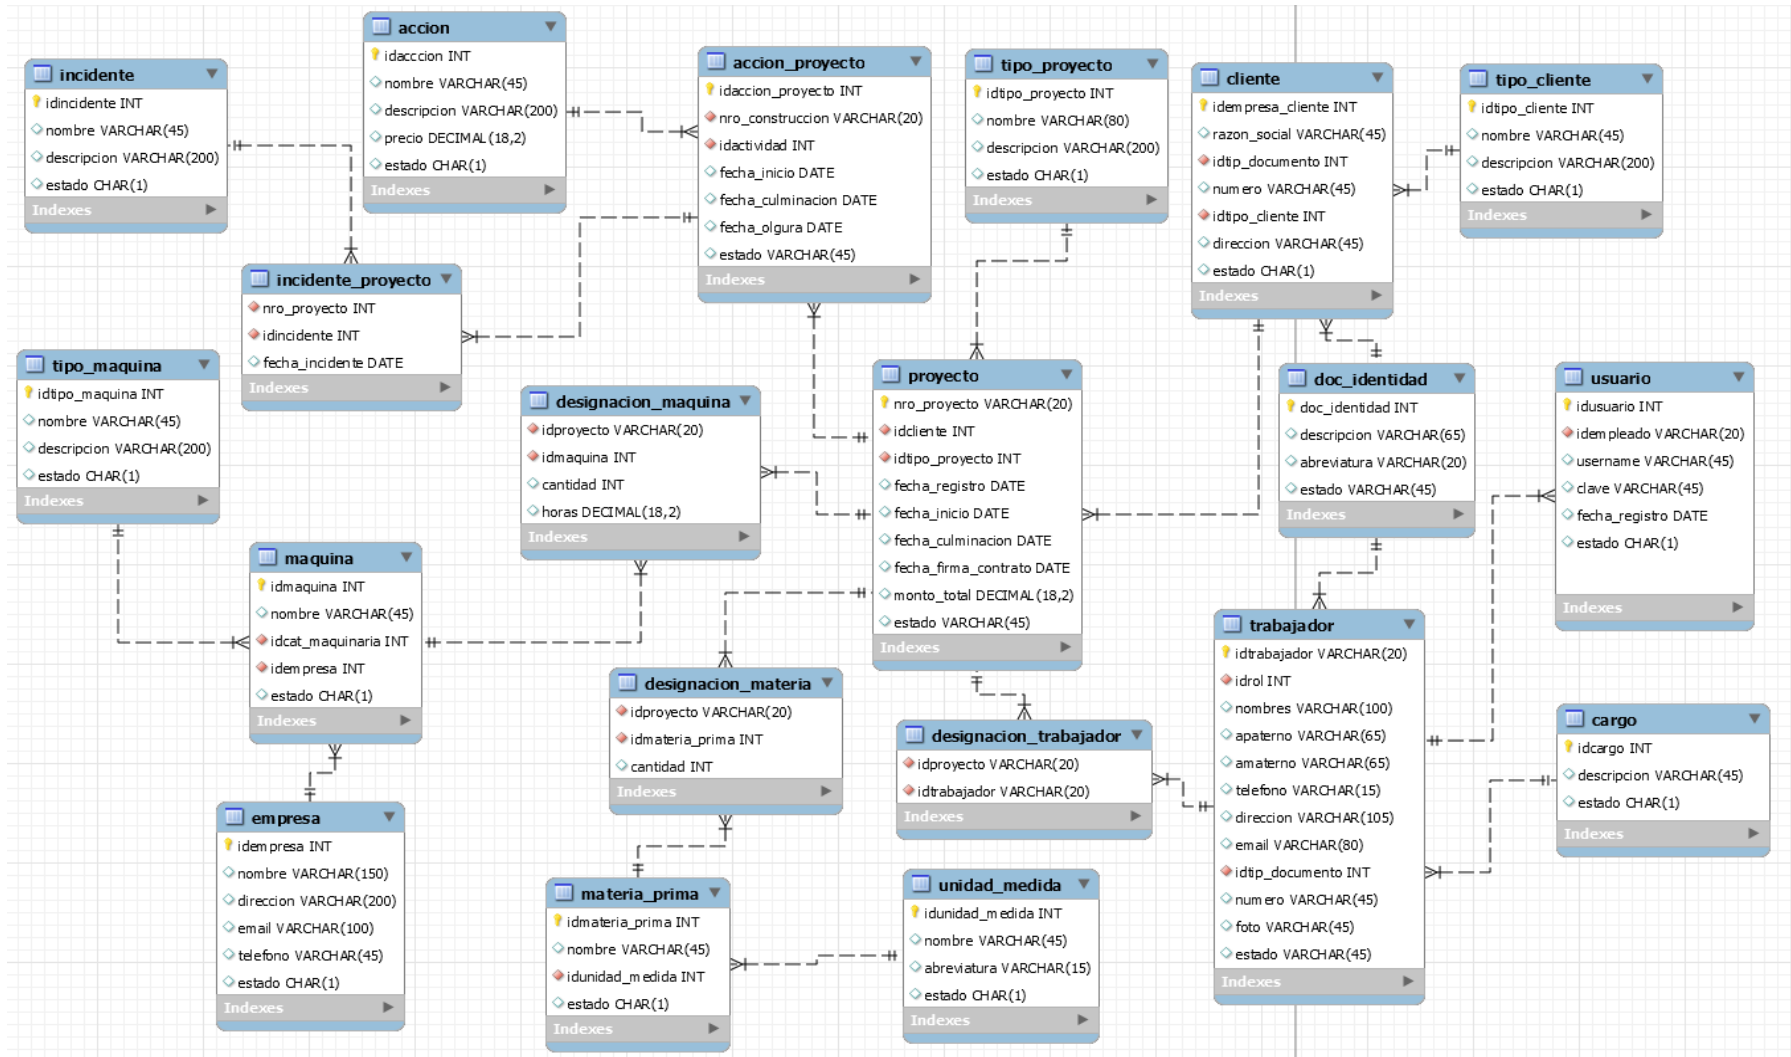 incidente
idincidente INT
nombre VARCHAR(45)
descripcion VARCHAR(200)
estado CHAR(1)
Indexes
accion
idacccion INT
nombre VARCHAR(45)
descripcion VARCHAR(200)
precio DECIMAL(18,2)
estado CHAR(1)
Indexes
accion_proyecto
idaccion_proyecto INT
nro_construccion VARCHAR(20)
idactividad INT
fecha_inicio DATE
fecha_culminacion DATE
fecha_olgura DATE
estado VARCHAR(45)
Indexes
tipo_proyecto
idtipo_proyecto INT
nombre VARCHAR(80)
descripcion VARCHAR(200)
estado CHAR(1)
Indexes
cliente
idempresa_cliente INT
razon_social VARCHAR(45)
idtip_documento INT
numero VARCHAR(45)
idtipo_cliente INT
direccion VARCHAR(45)
estado CHAR(1)
Indexes
tipo_cliente
idtipo_cliente INT
nombre VARCHAR(45)
descripcion VARCHAR(200)
estado CHAR(1)
Indexes
incidente_proyecto
nro_proyecto INT
idincidente INT
fecha_incidente DATE
Indexes
tipo_maquina
idtipo_maquina INT
nombre VARCHAR(45)
descripcion VARCHAR(200)
estado CHAR(1)
Indexes
designacion_maquina
idproyecto VARCHAR(20)
idmaquina INT
cantidad INT
horas DECIMAL(18,2)
Indexes
proyecto
nro_proyecto VARCHAR(20)
idcliente INT
idtipo_proyecto INT
fecha_registro DATE
fecha_inicio DATE
fecha_culminacion DATE
fecha_firma_contrato DATE
monto_total DECIMAL(18,2)
estado VARCHAR(45)
Indexes
doc_identidad
doc_identidad INT
descripcion VARCHAR(65)
abreviatura VARCHAR(20)
estado VARCHAR(45)
Indexes
usuario
idusuario INT
idempleado VARCHAR(20)
username VARCHAR(45)
clave VARCHAR(45)
fecha_registro DATE
estado CHAR(1)
Indexes
maquina
idmaquina INT
nombre VARCHAR(45)
idcat_maquinaria INT
idempresa INT
estado CHAR(1)
Indexes
designacion_materia
idproyecto VARCHAR(20)
idmateria_prima INT
cantidad INT
Indexes
designacion_trabajador
idproyecto VARCHAR(20)
idtrabajador VARCHAR(20)
Indexes
trabajador
idtrabajador VARCHAR(20)
idrol INT
nombres VARCHAR(100)
apaterno VARCHAR(65)
amaterno VARCHAR(65)
telefono VARCHAR(15)
direccion VARCHAR(105)
email VARCHAR(80)
idtip_documento INT
numero VARCHAR(45)
foto VARCHAR(45)
estado VARCHAR(45)
Indexes
cargo
idcargo INT
descripcion VARCHAR(45)
estado CHAR(1)
Indexes
empresa
idempresa INT
nombre VARCHAR(150)
direccion VARCHAR(200)
email VARCHAR(100)
telefono VARCHAR(45)
estado CHAR(1)
Indexes
materia_prima
idmateria_prima INT
nombre VARCHAR(45)
idunidad_medida INT
estado CHAR(1)
Indexes
unidad_medida
idunidad_medida INT
nombre VARCHAR(45)
abreviatura VARCHAR(15)
estado CHAR(1)
Indexes